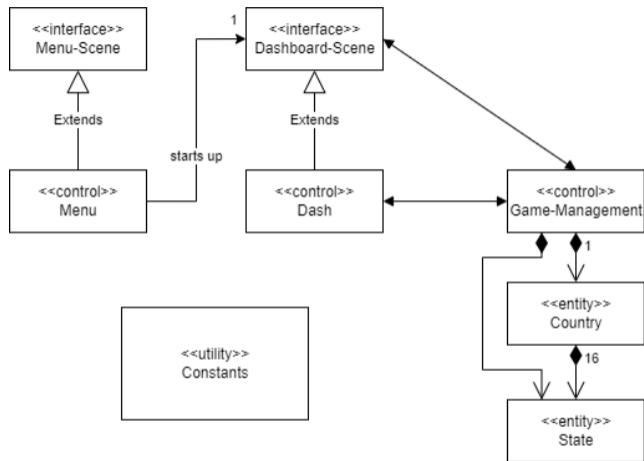 <<interface>>
Menu-Scene
1
<<interface>>
Dashboard-Scene
Extends
Extends
starts up
<<control>>
Menu
<<control>>
Dash
<<control>>
Game-Management
1
<<entity>>
Country
<<utility>>
Constants
16
<<entity>>
State